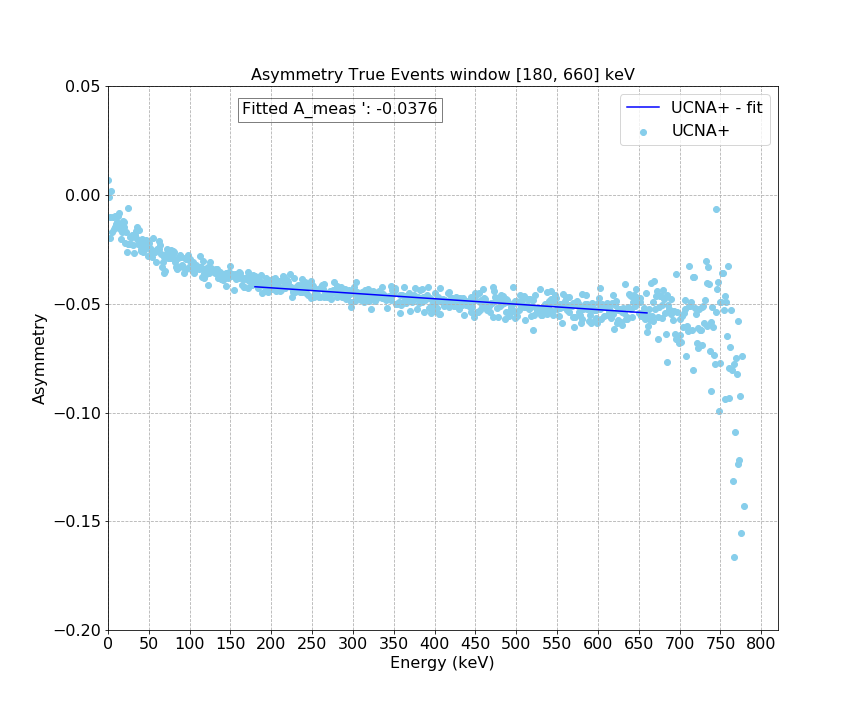 Asymmetry True Events window [180, 660] keV
Fitted A_meas ': -0.0376
UCNA+ - fit
UCNA+
0.05
0.00
−0.05
−0.10
−0.15
−0.20
Asymmetry
0 50 100 150 200 250 300 350 400 450 500 550 600 650 700 750 800
Energy (keV)